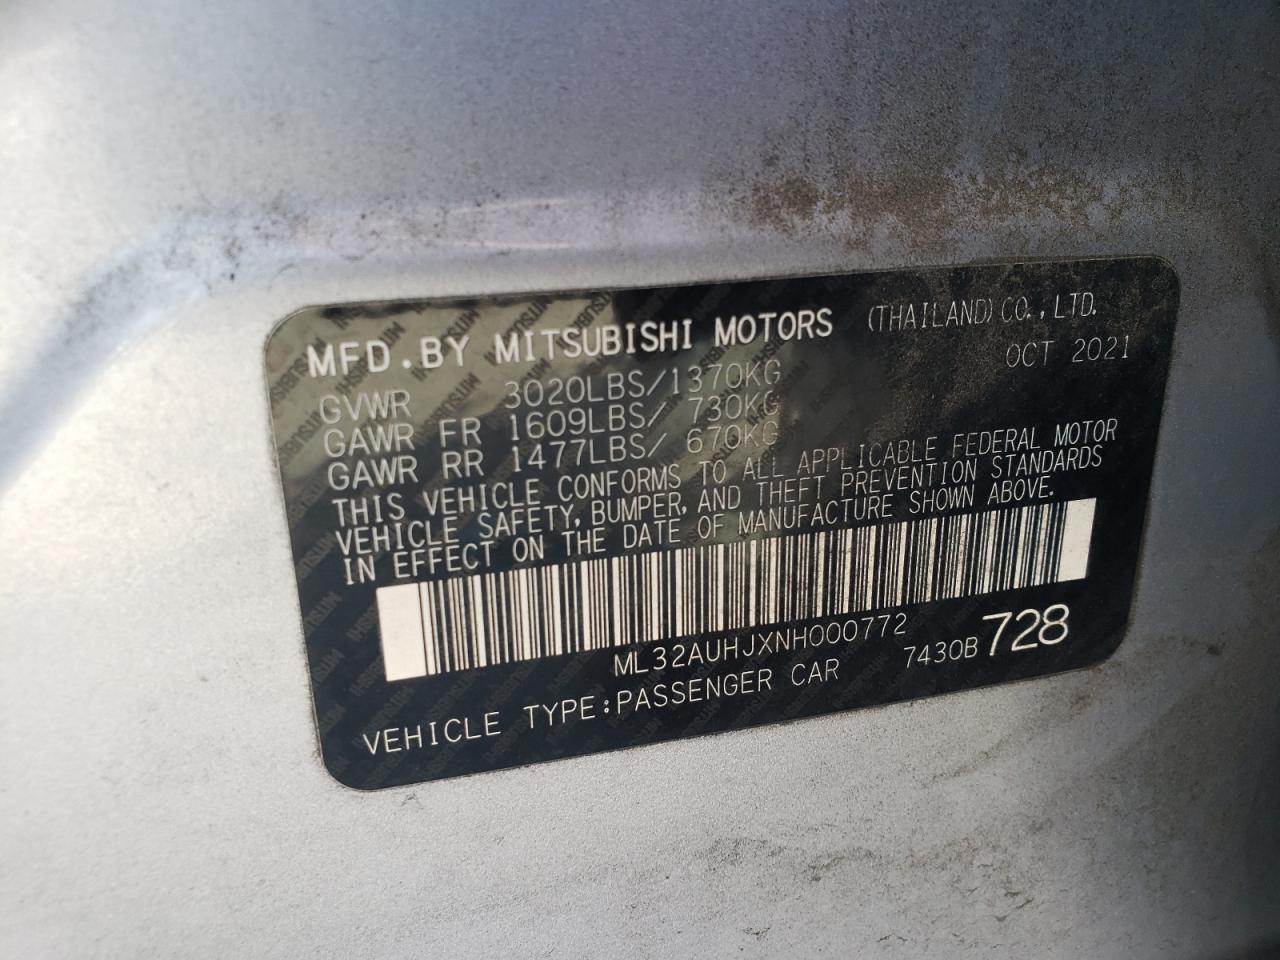 MFD.BY MITSUBISHI MOTORS (THAILAND) CO., LTD.
OCT 2021
GVWR 3020LBS/1370KG
GAWR FR 1609LBS/ 730KG
GAWR RR 1477LBS/ 670KG
THIS VEHICLE CONFORMS TO ALL APPLICABLE FEDERAL MOTOR
VEHICLE SAFETY, BUMPER, AND THEFT PREVENTION STANDARDS
IN EFFECT ON THE DATE OF MANUFACTURE SHOWN ABOVE.
ML32AUHJXNH000772
7430B 728
VEHICLE TYPE:PASSENGER CAR